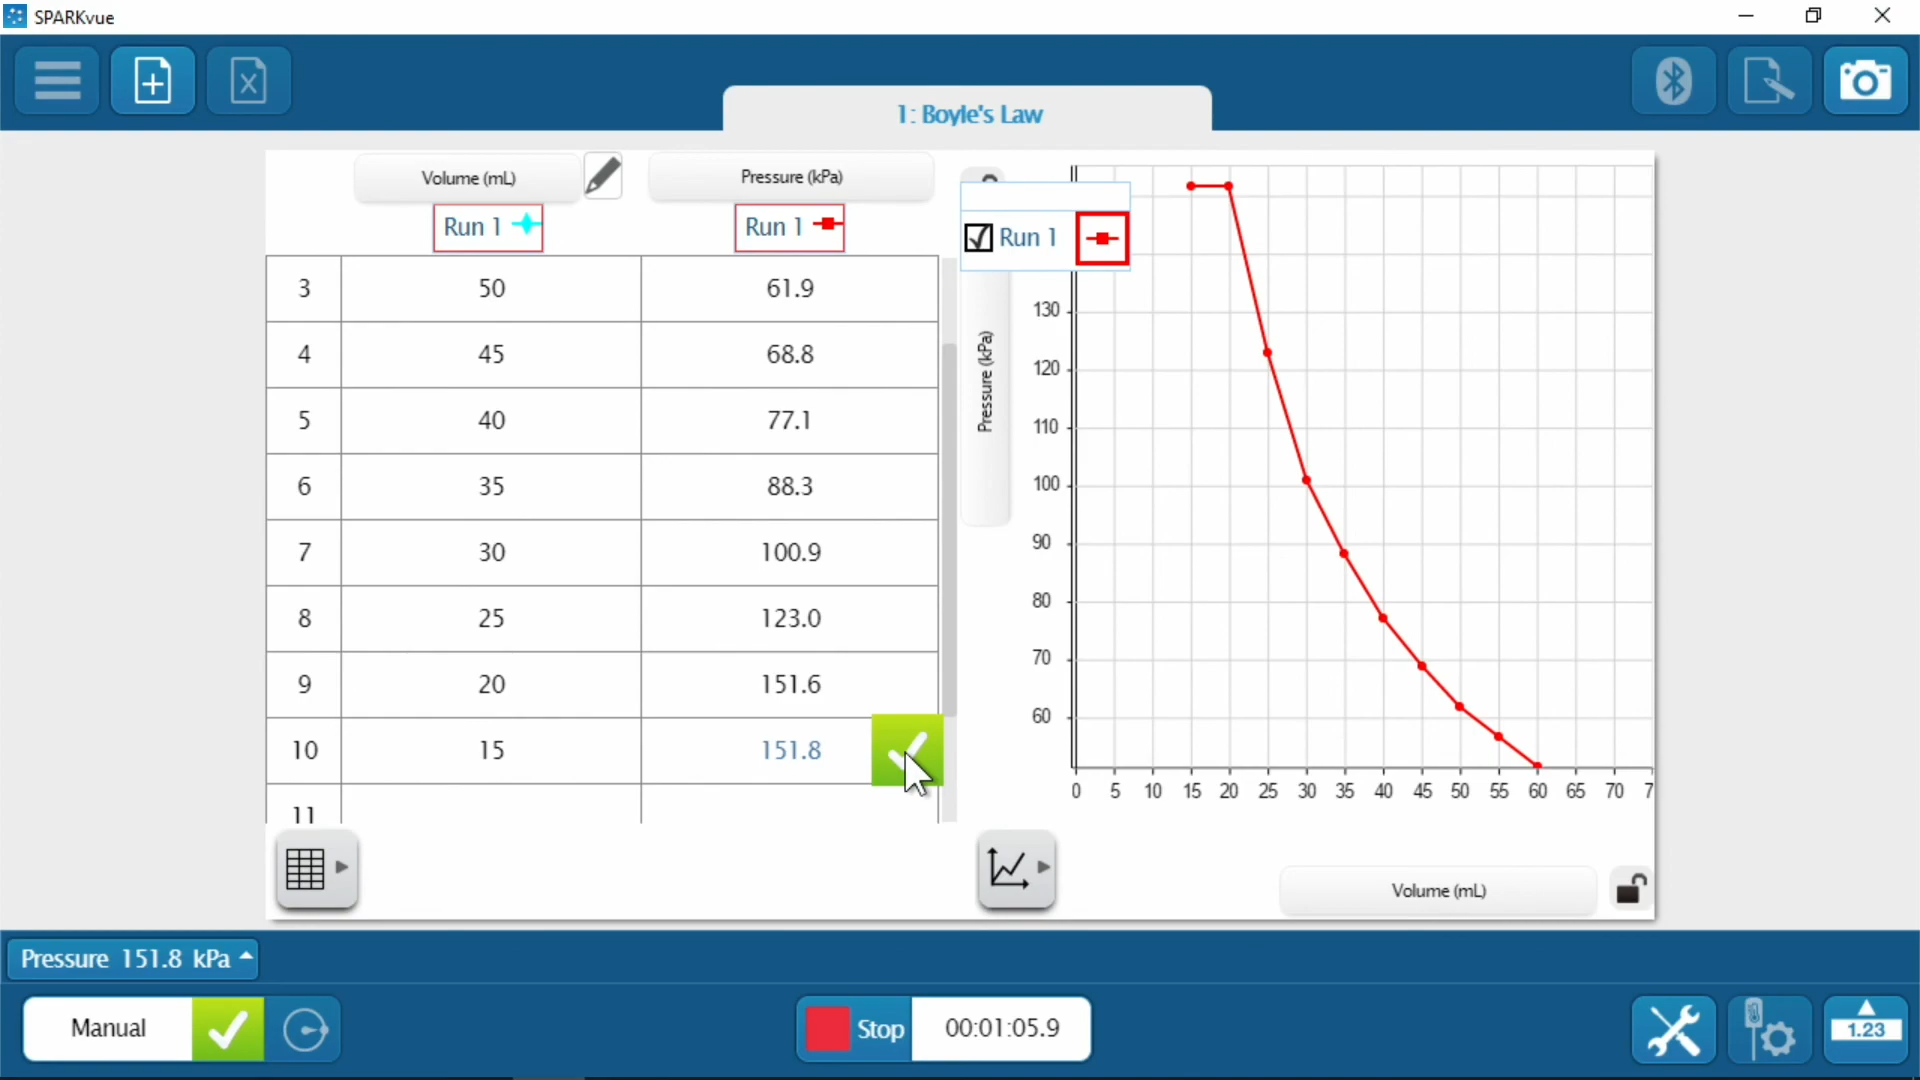 SPARKvue
1: Boyle's Law
Volume (mL)
Pressure (kPa)
Run 1
Run 1
3 50 61.9
4 45 68.8
5 40 77.1
6 35 88.3
7 30 100.9
8 25 123.0
9 20 151.6
10 15 151.8
11
Run 1
Pressure (kPa)
130
120
110
100
90
80
70
60
0 5 10 15 20 25 30 35 40 45 50 55 60 65 70 7
Volume (mL)
Pressure 151.8 kPa
Manual
Stop
00:01:05.9
1.23